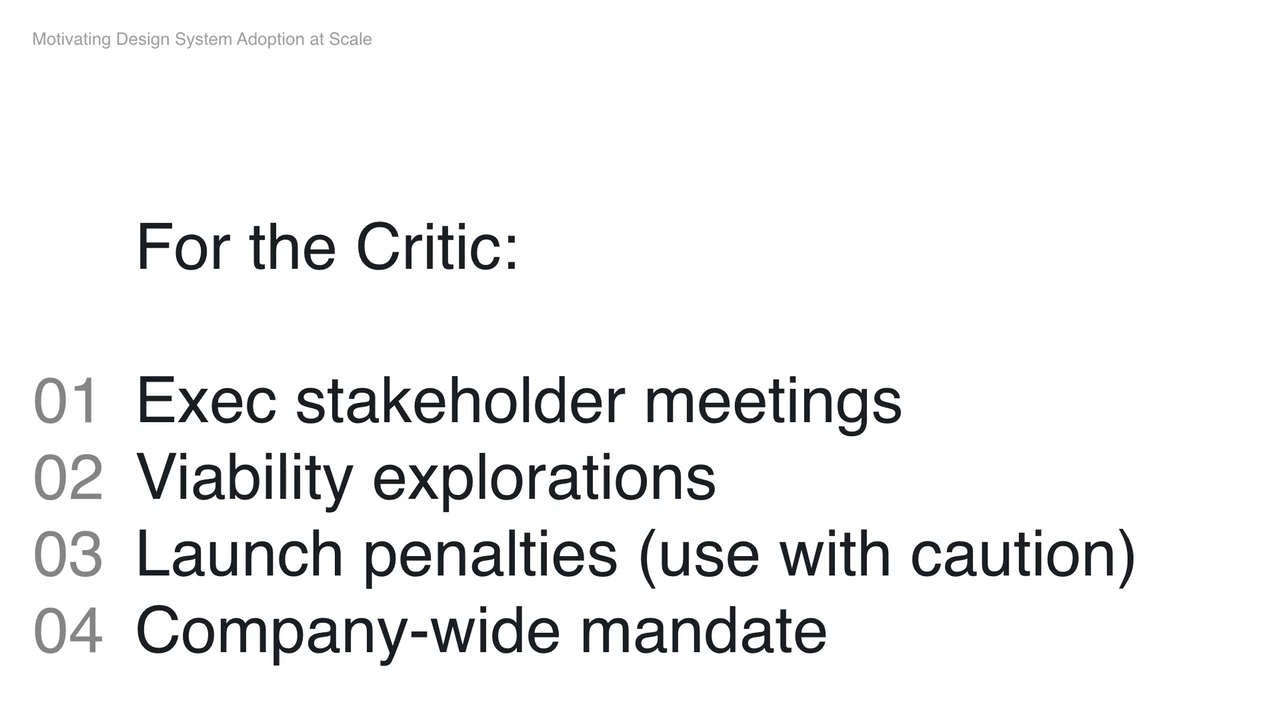 Motivating Design System Adoption at Scale
For the Critic:
01 Exec stakeholder meetings
02 Viability explorations
03 Launch penalties (use with caution)
04 Company-wide mandate